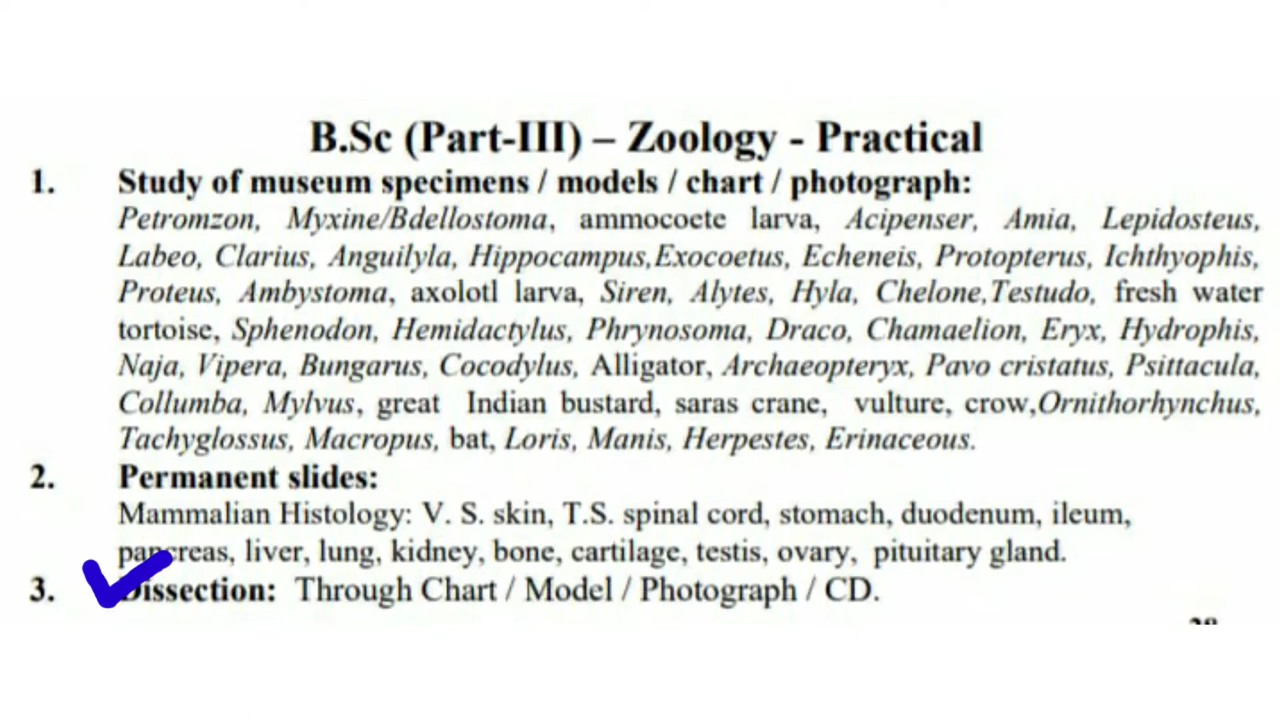 B.Sc (Part-III) – Zoology - Practical
1. Study of museum specimens / models / chart / photograph:
Petromzon, Myxine/Bdellostoma, ammocoete larva, Acipenser, Amia, Lepidosteus,
Labeo, Clarius, Anguilyla, Hippocampus,Exocoetus, Echeneis, Protopterus, Ichthyophis,
Proteus, Ambystoma, axolotl larva, Siren, Alytes, Hyla, Chelone,Testudo, fresh water
tortoise, Sphenodon, Hemidactylus, Phrynosoma, Draco, Chamaelion, Eryx, Hydrophis,
Naja, Vipera, Bungarus, Cocodylus, Alligator, Archaeopteryx, Pavo cristatus, Psittacula,
Collumba, Mylvus, great Indian bustard, saras crane, vulture, crow,Ornithorhynchus,
Tachyglossus, Macropus, bat, Loris, Manis, Herpestes, Erinaceous.
2. Permanent slides:
Mammalian Histology: V. S. skin, T.S. spinal cord, stomach, duodenum, ileum,
pancreas, liver, lung, kidney, bone, cartilage, testis, ovary, pituitary gland.
3. Dissection: Through Chart / Model / Photograph / CD.